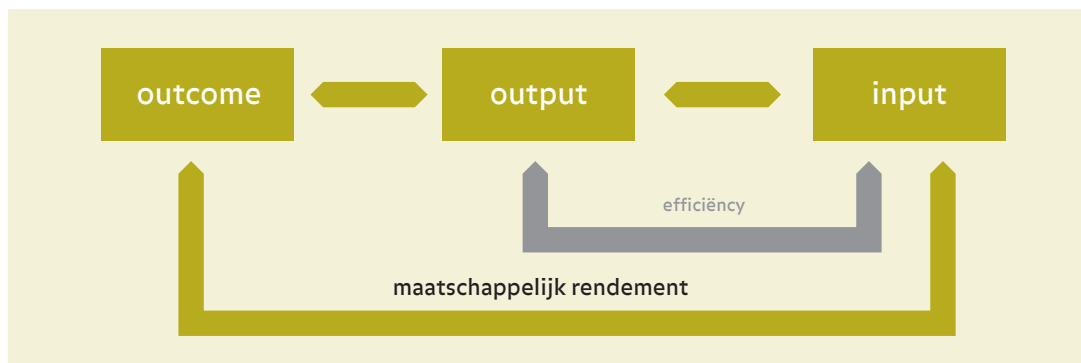 outcome
output
input
efficiëncy
maatschappelijk rendement